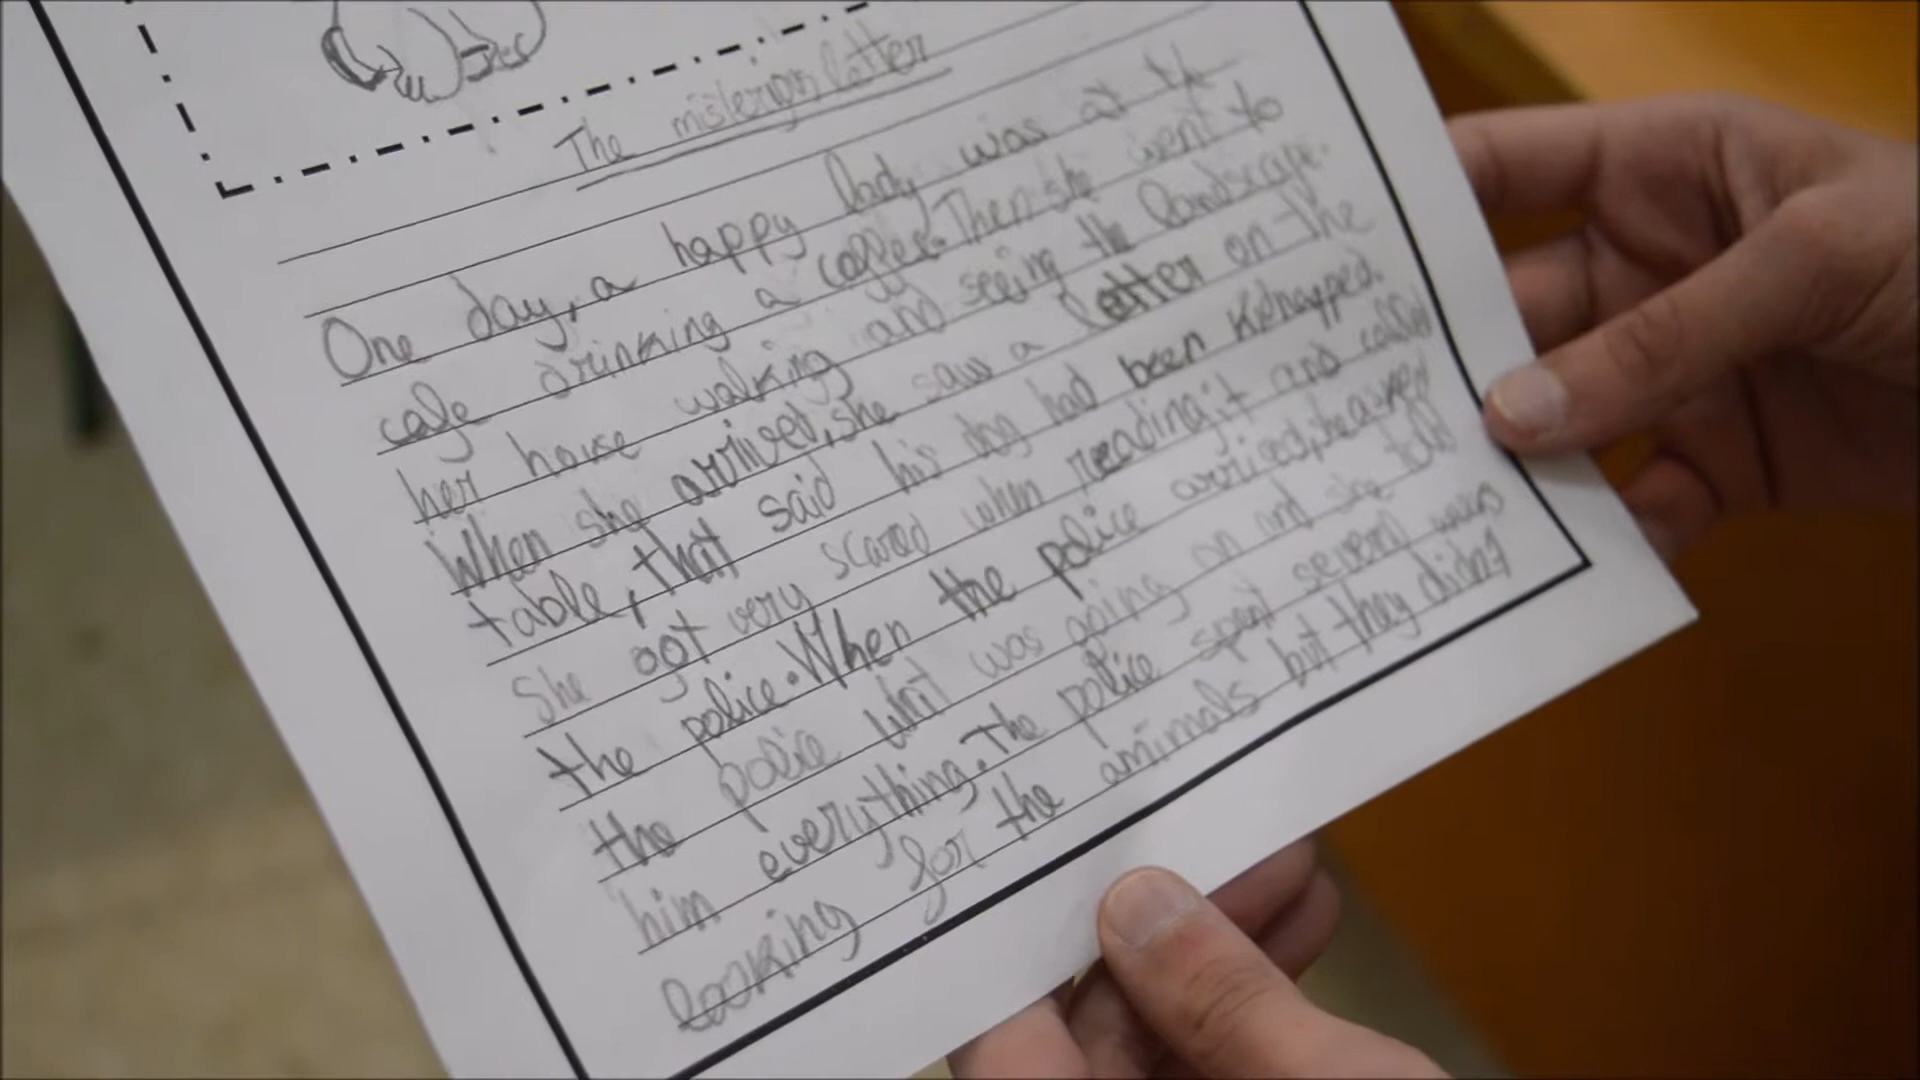 The misterion letter
One day, a happy lady was at the
cafe drinking a coffee. Then she went to
her house walking and seeing the landscape.
When she arrived, she saw a letter on the
table, that said his dog had been kidnapped.
She got very scared when reading it and called
the police. When the police arrived, he asked
the police what was going on and she told
him everything. The police spent several
looking for the animals but they didn't